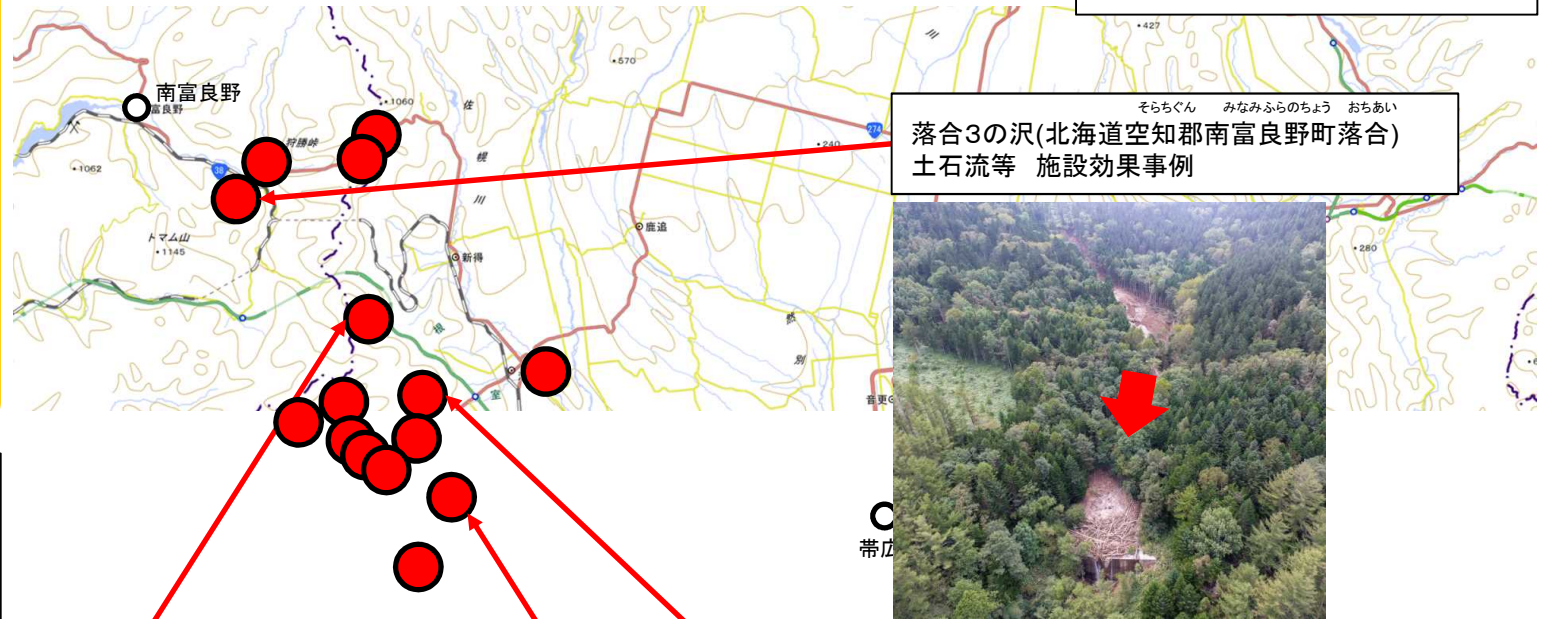 ・427
・570
南富良野
富良野
・1060
佐
幌
川
そらちぐん みなみふらのちょう おちあい
落合3の沢(北海道空知郡南富良野町落合)
土石流等 施設効果事例
274
・240
狩勝峠
・1062
38
トマム山
・1145
鹿追
新得
・280
根
室
然
別
音更
帯広